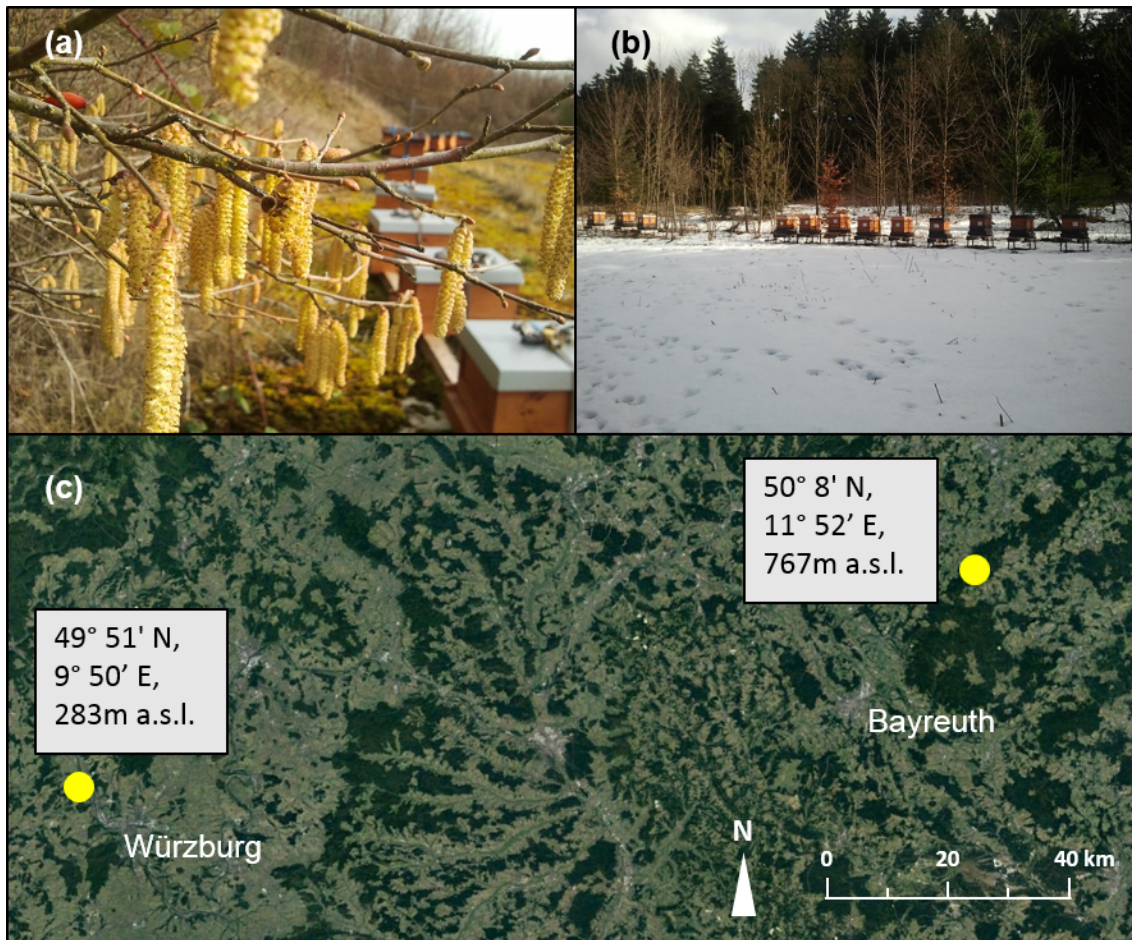 (a)
(b)
(c)
50° 8' N,
11° 52’ E,
767m a.s.l.
49° 51' N,
9° 50’ E,
283m a.s.l.
Bayreuth
Würzburg
N
0 20 40 km